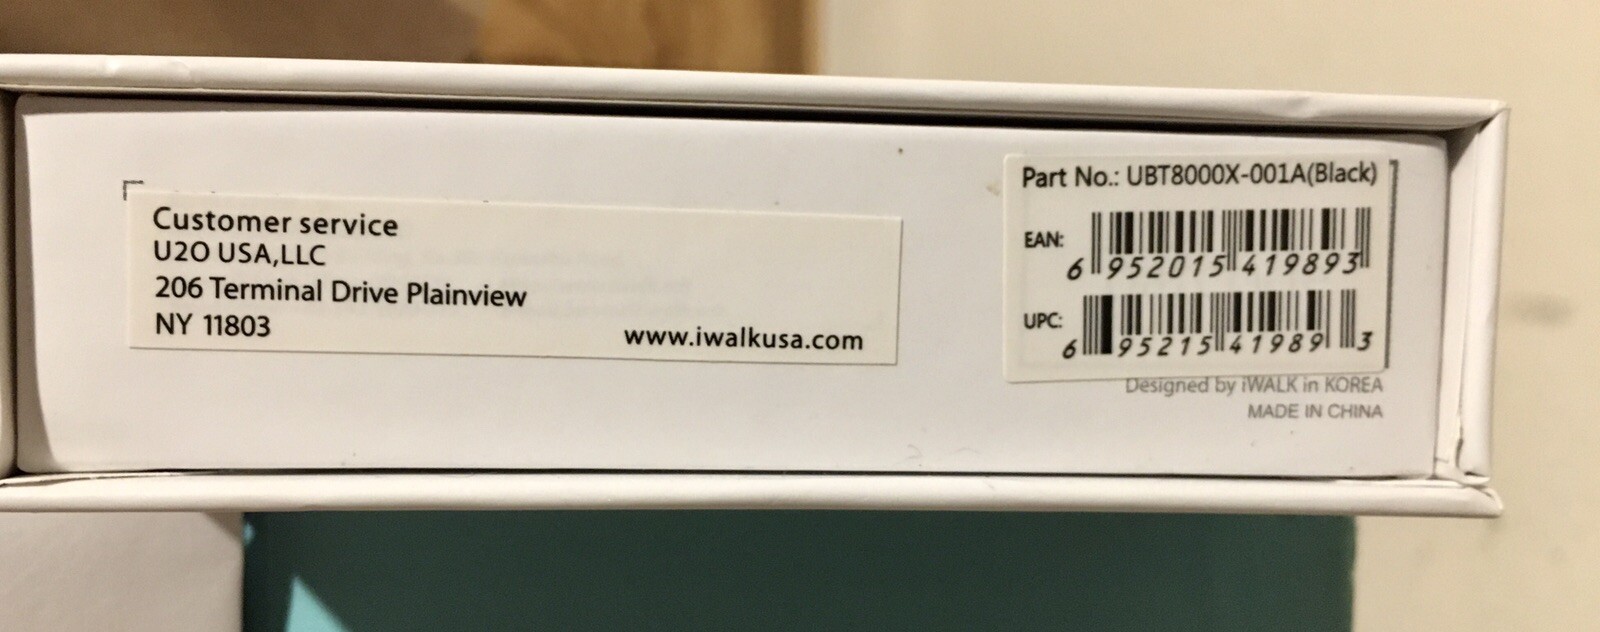 Customer service
U2O USA,LLC
206 Terminal Drive Plainview
NY 11803
www.iwalkusa.com
Part No.: UBT8000X-001A(Black)
EAN:
6 952015 419893
UPC:
6 95215 41989 3
Designed by iWALK in KOREA
MADE IN CHINA